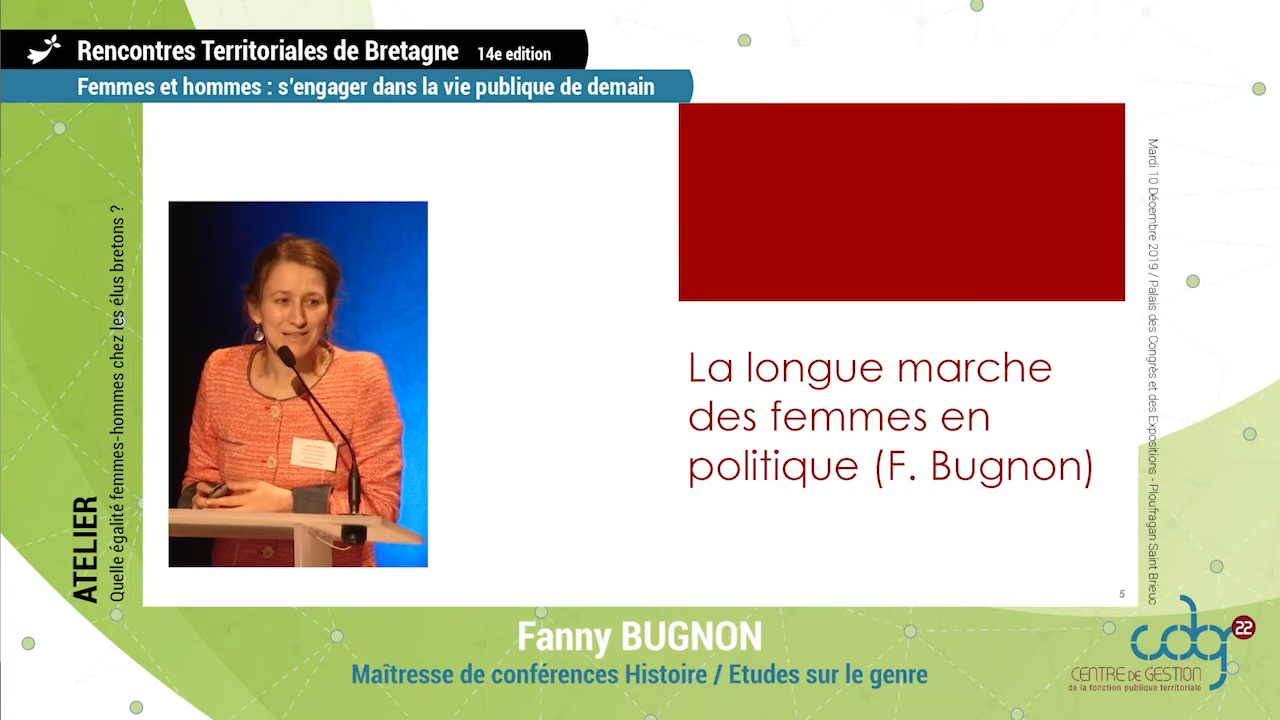 Rencontres Territoriales de Bretagne 14e edition
Femmes et hommes : s'engager dans la vie publique de demain
ATELIER
Quelle égalité femmes-hommes chez les élus bretons ?
La longue marche
des femmes en
politique (F. Bugnon)
5
Mardi 10 Décembre 2019 / Palais des Congrès et des Expositions - Ploufragan Saint Brieuc
Fanny BUGNON
Maîtresse de conférences Histoire / Etudes sur le genre
cdg 22
CENTRE DE GESTION
de la fonction publique territoriale